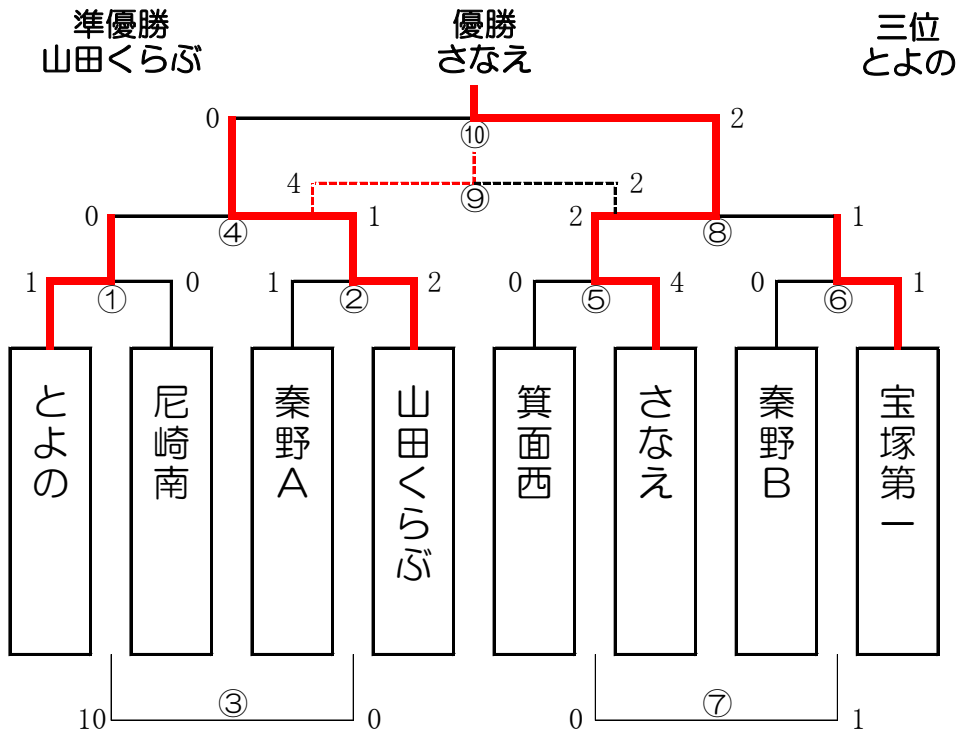 準優勝
山田くらぶ
優勝
さなえ
三位
とよの
0
⑩
2
4
⑨
2
0
④
1
2
⑧
1
1
①
0
1
②
2
0
⑤
4
0
⑥
1
とよの
尼崎南
秦野A
山田くらぶ
箕面西
さなえ
秦野B
宝塚第一
10
③
0
0
⑦
1